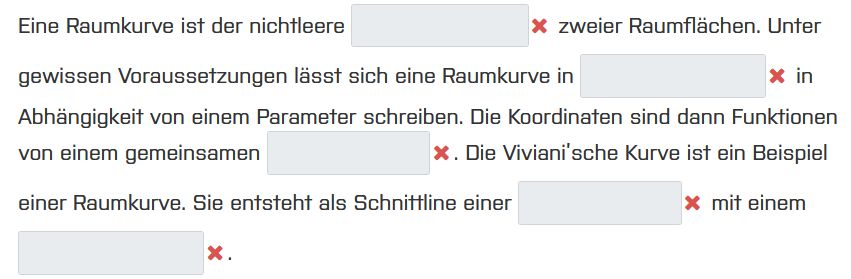 Eine Raumkurve ist der nichtleere ✖ zweier Raumflächen. Unter
gewissen Voraussetzungen lässt sich eine Raumkurve in ✖ in
Abhängigkeit von einem Parameter schreiben. Die Koordinaten sind dann Funktionen
von einem gemeinsamen ✖. Die Viviani'sche Kurve ist ein Beispiel
einer Raumkurve. Sie entsteht als Schnittline einer ✖ mit einem
✖.